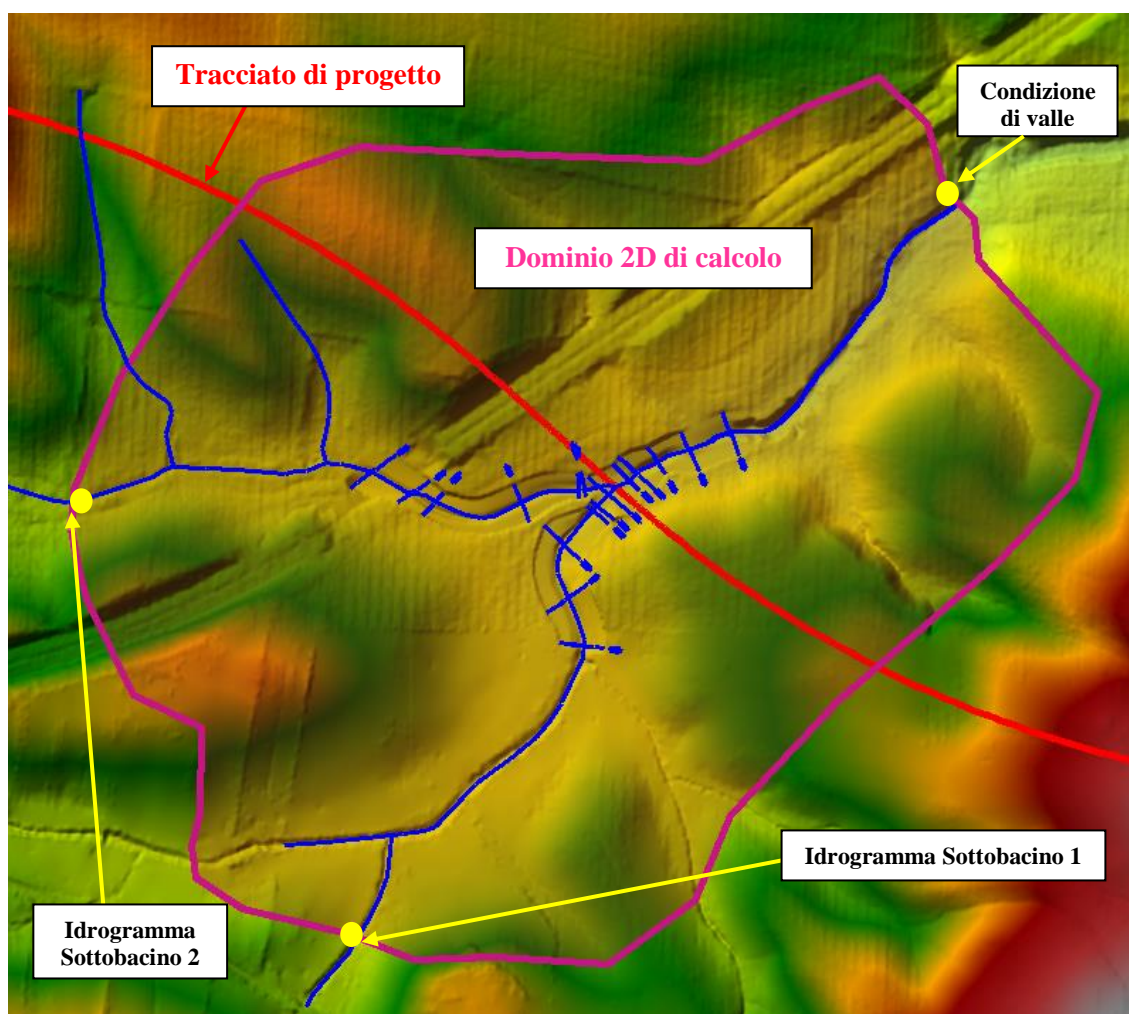 Tracciato di progetto
Condizione
di valle
Dominio 2D di calcolo
Idrogramma Sottobacino 1
Idrogramma
Sottobacino 2